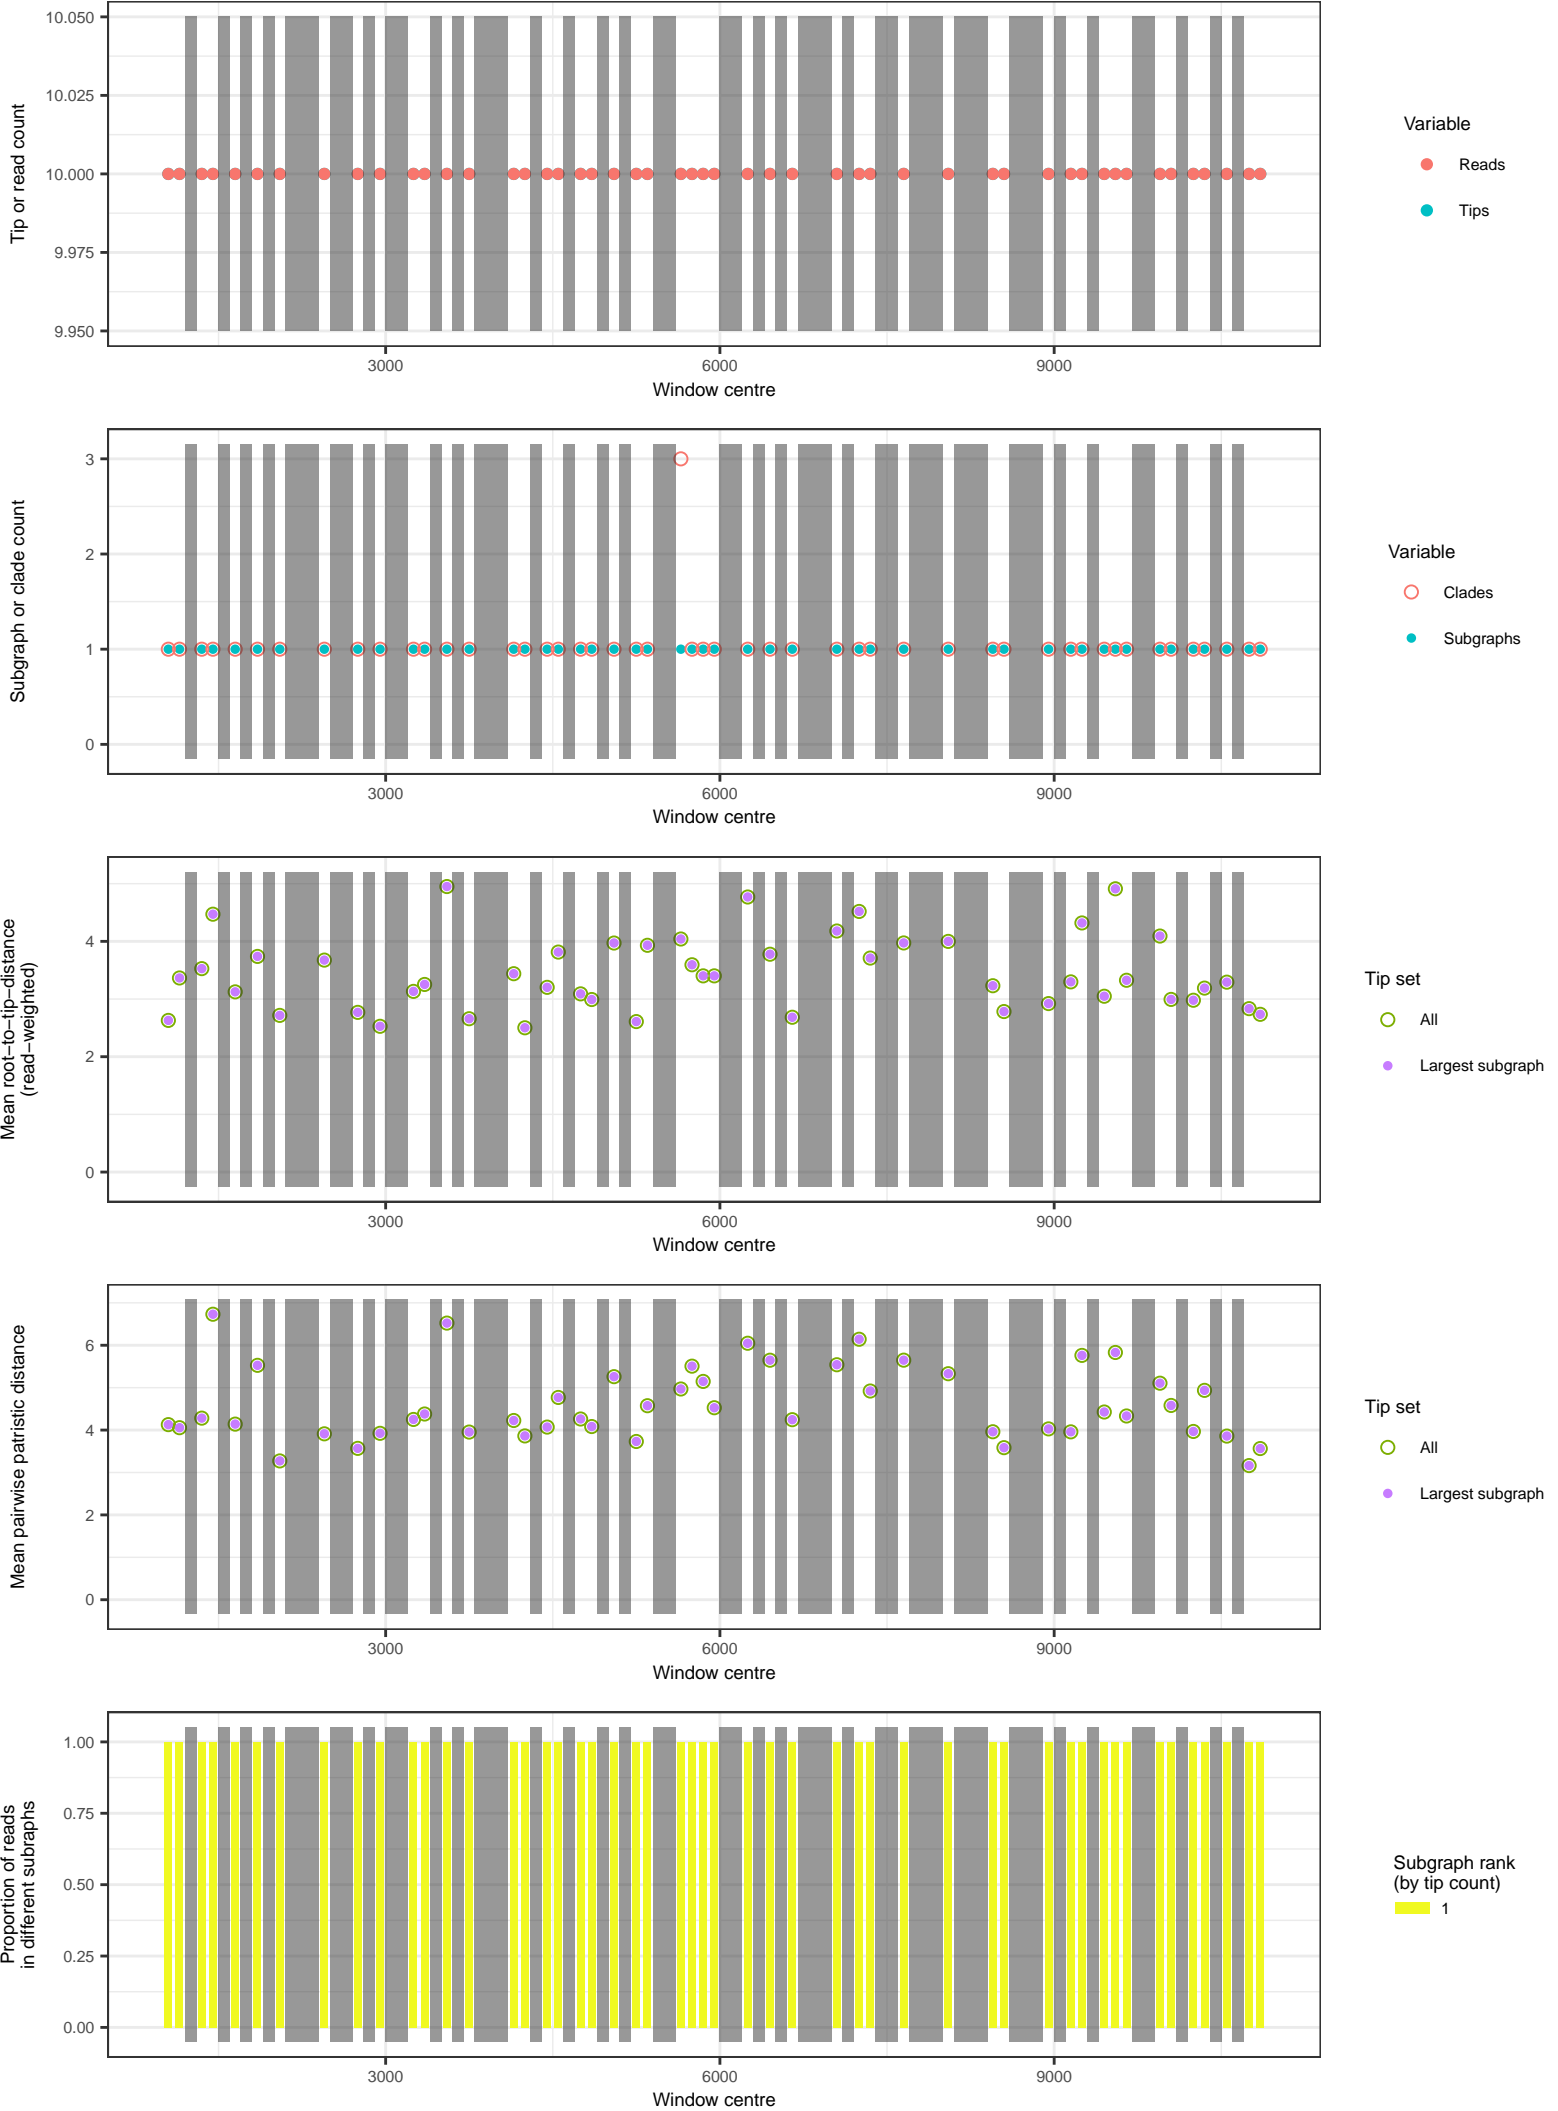 10.050
10.025
10.000
9.975
9.950
Tip or read count
3000
6000
9000
Window centre
Variable
Reads
Tips
3
2
1
0
Subgraph or clade count
3000
6000
9000
Window centre
Variable
Clades
Subgraphs
4
2
0
Mean root−to−tip−distance
(read−weighted)
3000
6000
9000
Window centre
Tip set
All
Largest subgraph
6
4
2
0
Mean pairwise patristic distance
3000
6000
9000
Window centre
Tip set
All
Largest subgraph
1.00
0.75
0.50
0.25
0.00
Proportion of reads
in different subraphs
3000
6000
9000
Window centre
Subgraph rank
(by tip count)
1